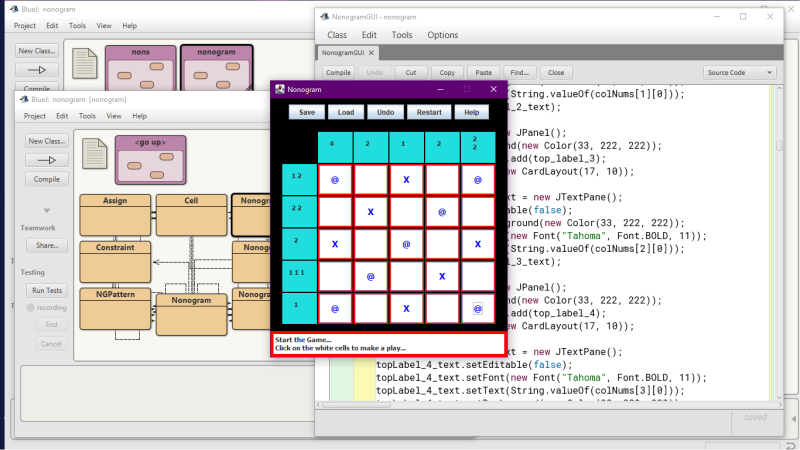 BlueJ: nonogram
Project Edit Tools View Help
New Class...
Compile
nons
nonogram
BlueJ: nonogram [nonogram]
Project Edit Tools View Help
New Class...
Compile
Teamwork
Share...
Testing
Run Tests
recording
End
Cancel
<go up>
Assign
Cell
Constraint
NGPattern
Nonogram
NonogramGUI - nonogram
Class Edit Tools Options
NonogramGUI X
Compile Undo Cut Copy Paste Find... Close Source Code
(String.valueOf(colNums[1][0]));
l_2_text);
w JPanel();
nd(new Color(33, 222, 222));
.add(top_label_3);
ew CardLayout(17, 10));
xt = new JTextPane();
table(false);
ground(new Color(33, 222, 222));
new Font("Tahoma", Font.BOLD, 11));
(String.valueOf(colNums[2][0]));
l_3_text);
w JPanel();
nd(new Color(33, 222, 222));
.add(top_label_4);
ew CardLayout(17, 10));
xt = new JTextPane();
topLabel_4_text.setEditable(false);
topLabel_4_text.setFont(new Font("Tahoma", Font.BOLD, 11));
topLabel_4_text.setText(String.valueOf(colNums[3][0]));
saved
Nonogram
Save Load Undo Restart Help
4 2 1 2 2
2
1 2 @ X @
2 2 X @
2 X @ X
1 1 1 @ X
1 @ X @
Start the Game...
Click on the white cells to make a play...